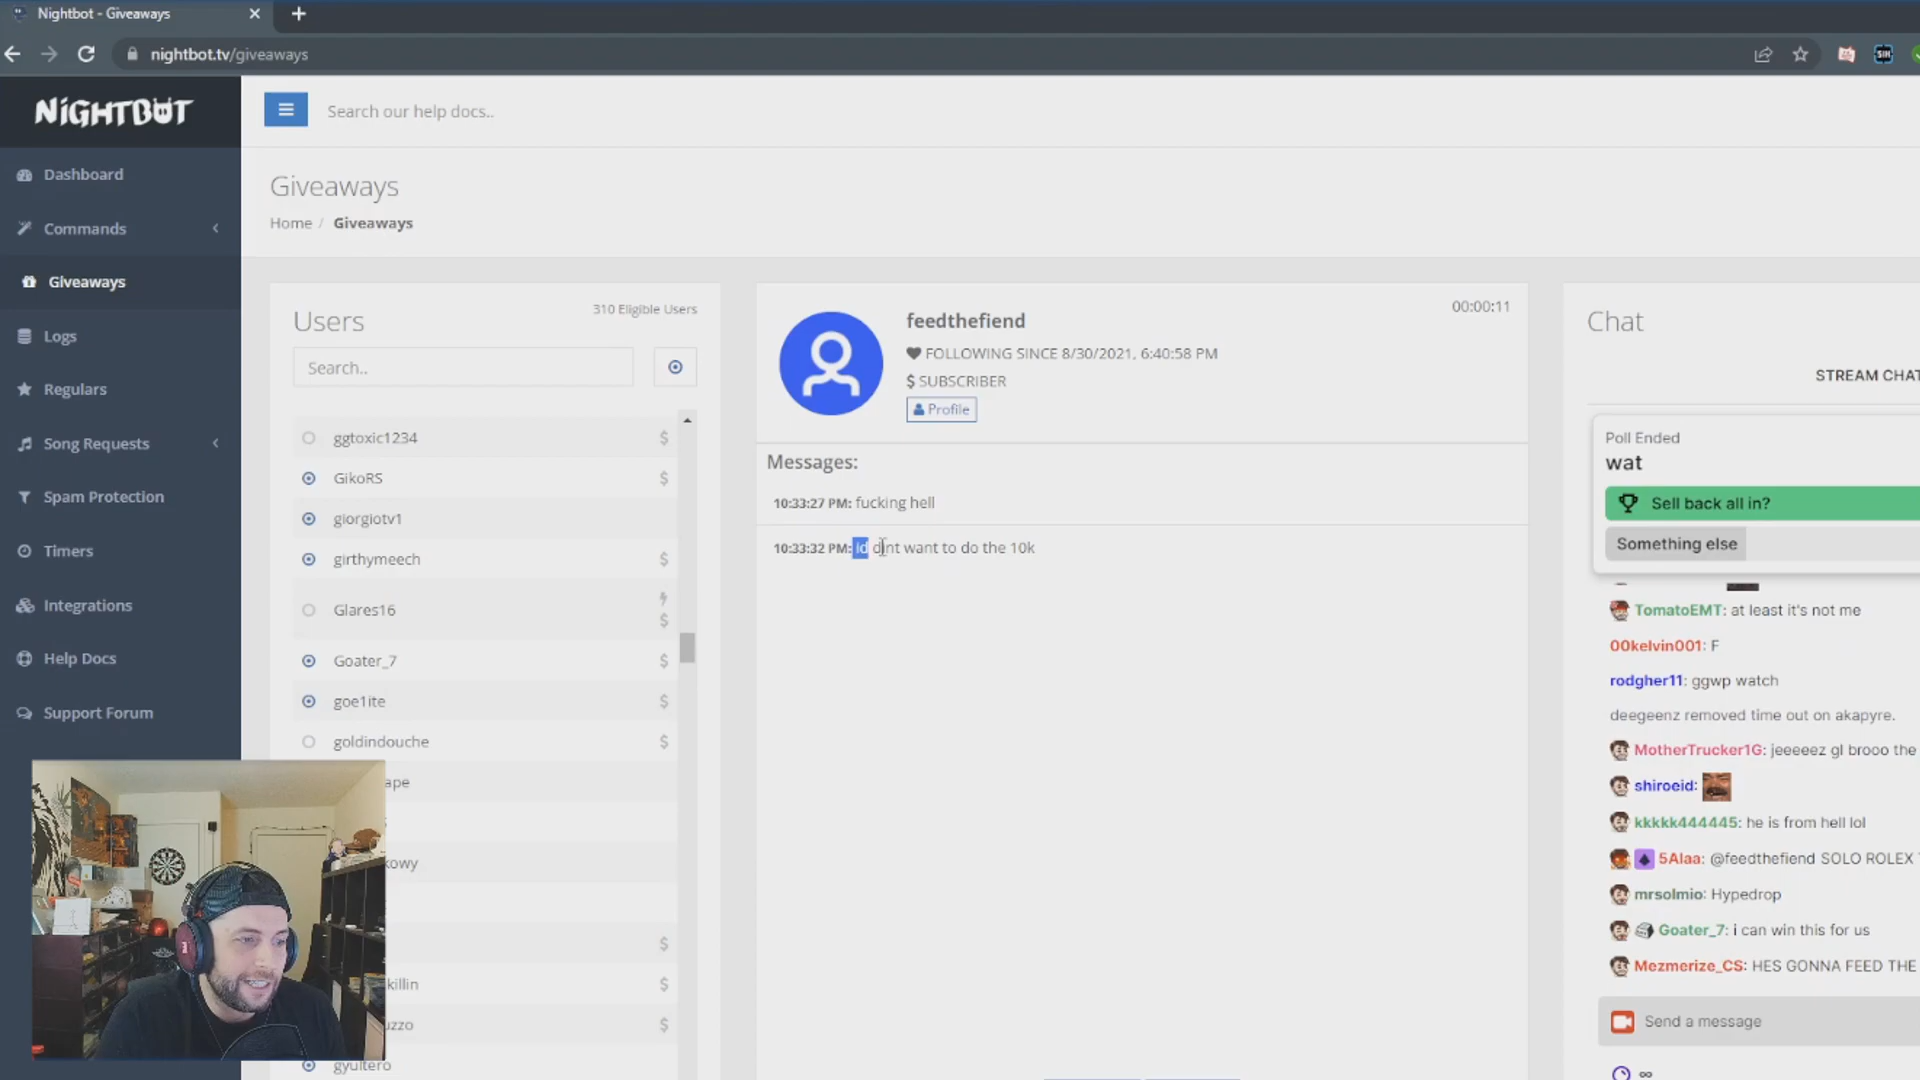 Nightbot - Giveaways
nightbot.tv/giveaways
NIGHTBOT
Search our help docs..
Dashboard
Commands
Giveaways
Logs
Regulars
Song Requests
Spam Protection
Timers
Integrations
Help Docs
Support Forum
Giveaways
Home / Giveaways
Users
310 Eligible Users
Search..
ggtoxic1234 $
GikoRS $
giorgiotv1
girthymeech $
Glares16 $
Goater_7 $
goe1ite $
goldindouche $
ape
kowy
$
killin $
uzzo $
gyultero
feedthefiend
00:00:11
FOLLOWING SINCE 8/30/2021, 6:40:58 PM
$ SUBSCRIBER
Profile
Messages:
10:33:27 PM: fucking hell
10:33:32 PM: id dint want to do the 10k
Chat
STREAM CHAT
Poll Ended
wat
Sell back all in?
Something else
TomatoEMT: at least it's not me
00kelvin001: F
rodgher11: ggwp watch
deegeenz removed time out on akapyre.
MotherTrucker1G: jeeeeez gl brooo the
shiroeid:
kkkkk444445: he is from hell lol
5Alaa: @feedthefiend SOLO ROLEX
mrsolmio: Hypedrop
Goater_7: i can win this for us
Mezmerize_CS: HES GONNA FEED THE
Send a message
∞